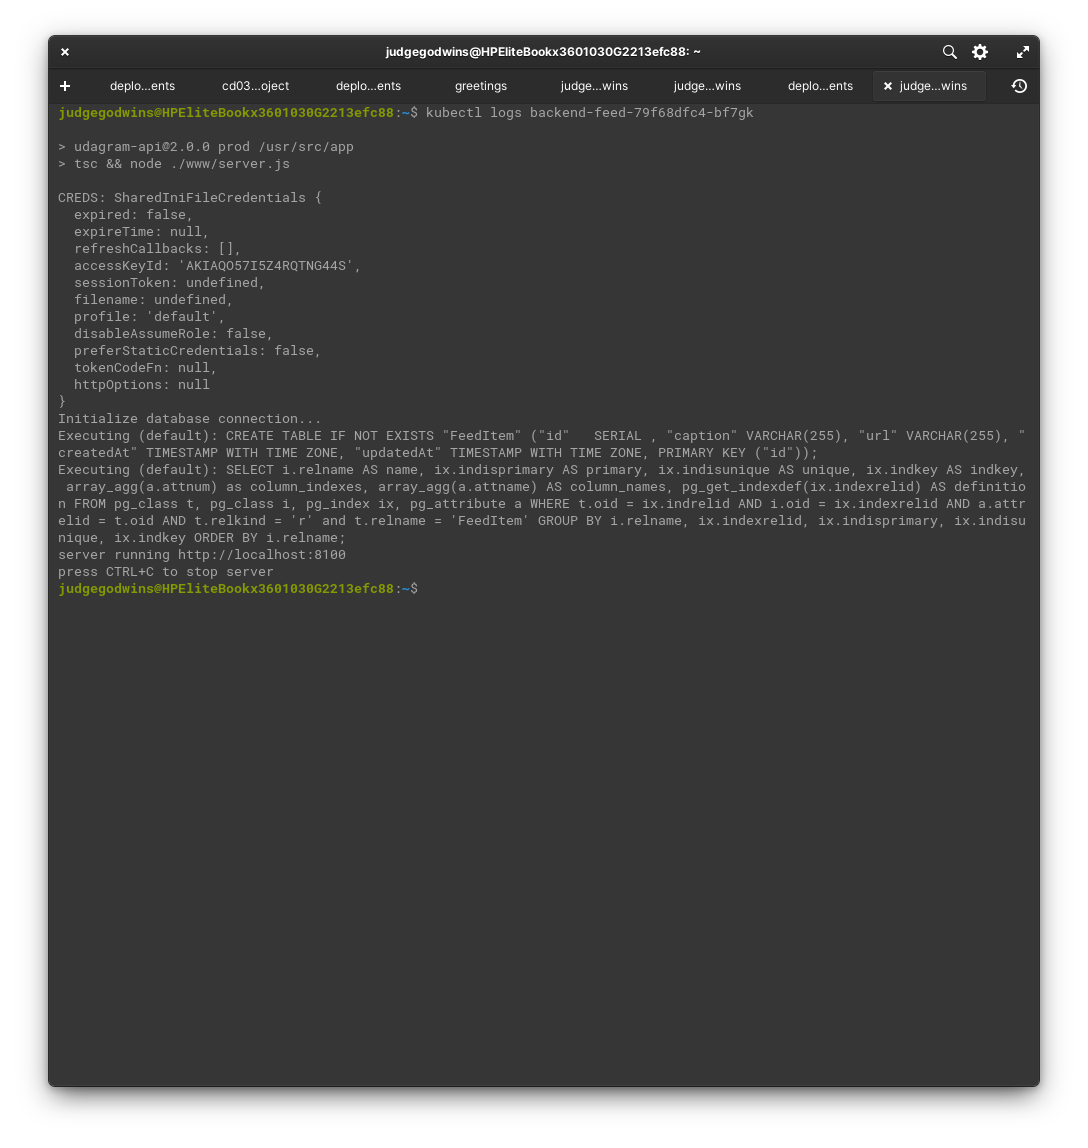 judgegodwins@HPEliteBookx3601030G2213efc88: ~
deplo...ents cd03...oject deplo...ents greetings judge...wins judge...wins deplo...ents judge...wins
judgegodwins@HPEliteBookx3601030G2213efc88:~$ kubectl logs backend-feed-79f68dfc4-bf7gk
> udagram-api@2.0.0 prod /usr/src/app
> tsc && node ./www/server.js
CREDS: SharedIniFileCredentials {
  expired: false,
  expireTime: null,
  refreshCallbacks: [],
  accessKeyId: 'AKIAQO57I5Z4RQTNG44S',
  sessionToken: undefined,
  filename: undefined,
  profile: 'default',
  disableAssumeRole: false,
  preferStaticCredentials: false,
  tokenCodeFn: null,
  httpOptions: null
}
Initialize database connection...
Executing (default): CREATE TABLE IF NOT EXISTS "FeedItem" ("id"   SERIAL , "caption" VARCHAR(255), "url" VARCHAR(255), "
createdAt" TIMESTAMP WITH TIME ZONE, "updatedAt" TIMESTAMP WITH TIME ZONE, PRIMARY KEY ("id"));
Executing (default): SELECT i.relname AS name, ix.indisprimary AS primary, ix.indisunique AS unique, ix.indkey AS indkey,
 array_agg(a.attnum) as column_indexes, array_agg(a.attname) AS column_names, pg_get_indexdef(ix.indexrelid) AS definitio
n FROM pg_class t, pg_class i, pg_index ix, pg_attribute a WHERE t.oid = ix.indrelid AND i.oid = ix.indexrelid AND a.attr
elid = t.oid AND t.relkind = 'r' and t.relname = 'FeedItem' GROUP BY i.relname, ix.indexrelid, ix.indisprimary, ix.indisu
nique, ix.indkey ORDER BY i.relname;
server running http://localhost:8100
press CTRL+C to stop server
judgegodwins@HPEliteBookx3601030G2213efc88:~$